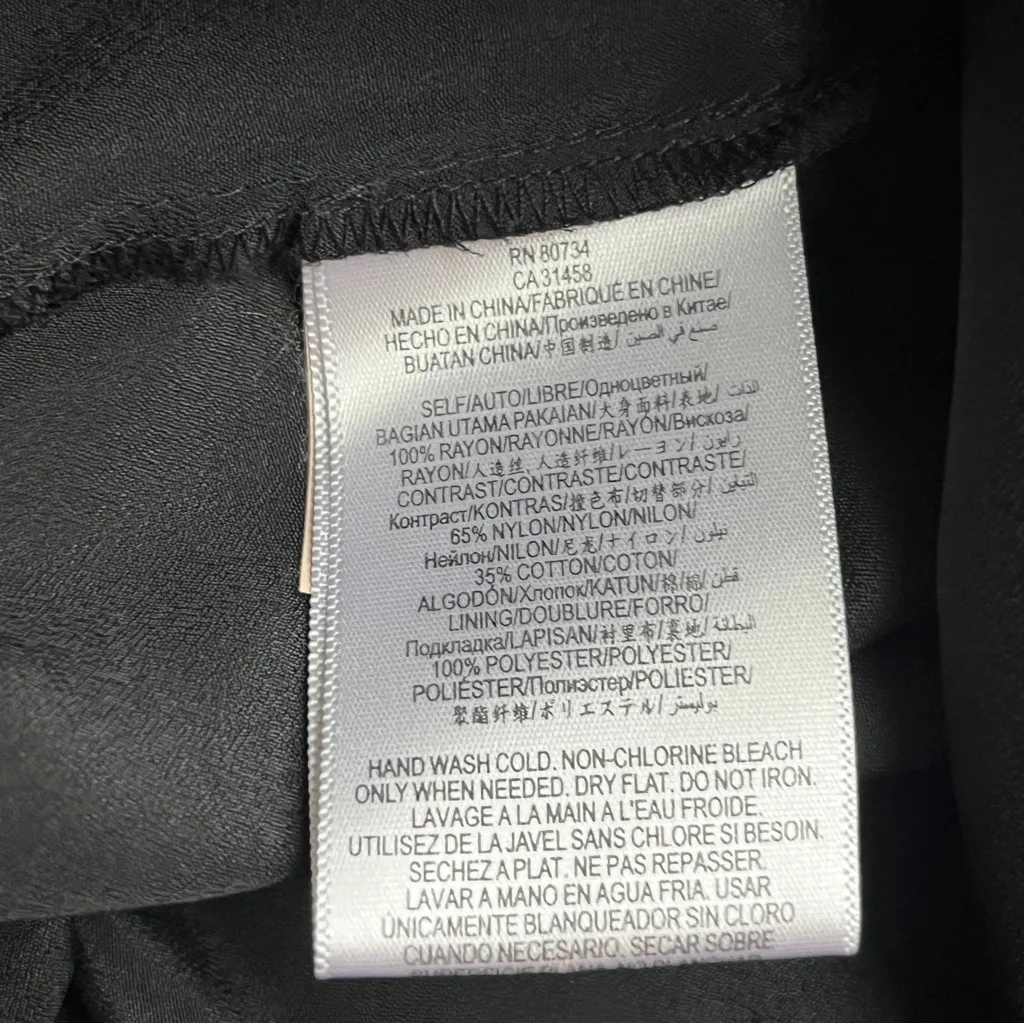 RN 80734
CA 31458
MADE IN CHINA/FABRIQUÉ EN CHINE/
HECHO EN CHINA/Произведено в Китае/
BUATAN CHINA/中国制造/ صنع في الصين
SELF/AUTO/LIBRE/Одноцветный/
BAGIAN UTAMA PAKAIAN/大身面料/表地/ الذات
100% RAYON/RAYONNE/RAYÓN/Вискоза/
RAYON/人造丝, 人造纤维/レーヨン/ رايون
CONTRAST/CONTRASTE/CONTRASTE/
Контраст/KONTRAS/撞色布/切替部分/ التباين
65% NYLON/NYLON/NILON/
Нейлон/NILON/尼龙/ナイロン/ نيلون
35% COTTON/COTON/
ALGODÓN/Хлопок/KATUN/棉/綿/ قطن
LINING/DOUBLURE/FORRO/
Подкладка/LAPISAN/衬里布/裏地/ البطاقة
100% POLYESTER/POLYESTER/
POLIÉSTER/Полиэстер/POLIESTER/
聚酯纤维/ポリエステル/ بوليستر
HAND WASH COLD. NON-CHLORINE BLEACH
ONLY WHEN NEEDED. DRY FLAT. DO NOT IRON.
LAVAGE A LA MAIN A L'EAU FROIDE.
UTILISEZ DE LA JAVEL SANS CHLORE SI BESOIN.
SECHEZ A PLAT. NE PAS REPASSER.
LAVAR A MANO EN AGUA FRIA. USAR
ÚNICAMENTE BLANQUEADOR SIN CLORO
CUANDO NECESARIO. SECAR SOBRE